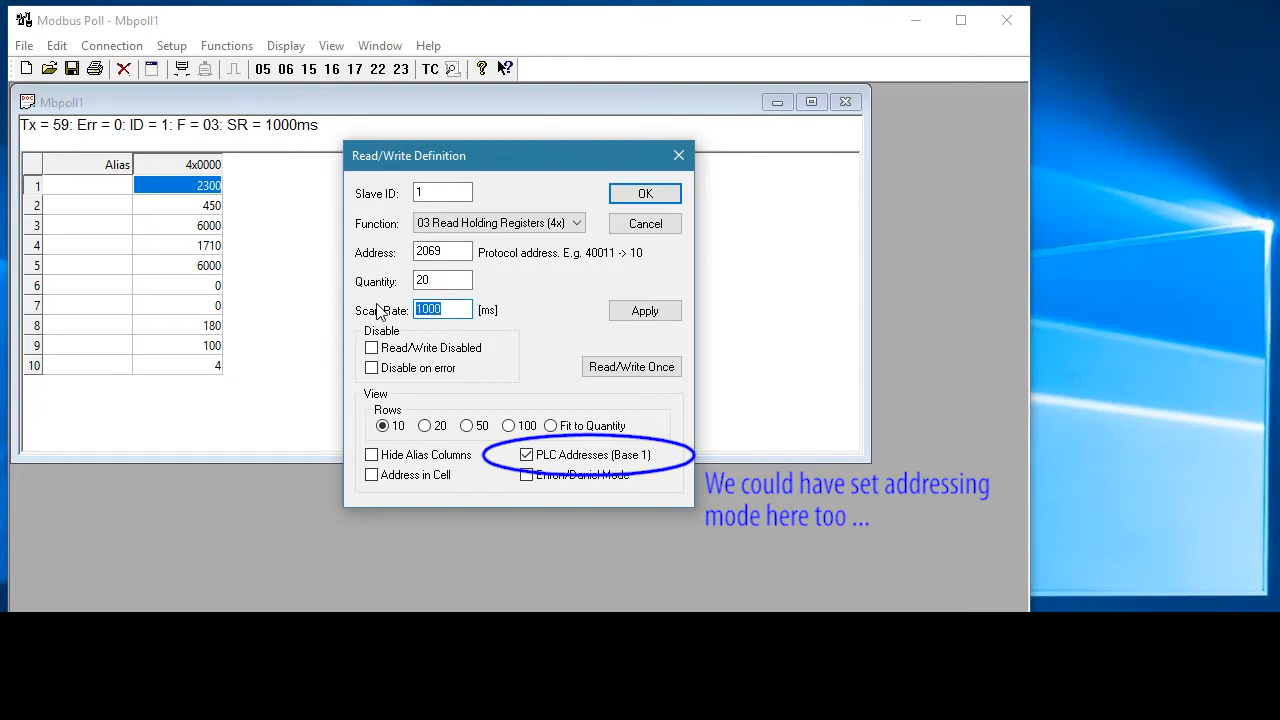 Modbus Poll - Mbpoll1
File Edit Connection Setup Functions Display View Window Help
05 06 15 16 17 22 23 TC
Mbpoll1
Tx = 59: Err = 0: ID = 1: F = 03: SR = 1000ms
Alias 4x0000
1 2300
2 450
3 6000
4 1710
5 6000
6 0
7 0
8 180
9 100
10 4
Read/Write Definition
Slave ID: 1 OK
Function: 03 Read Holding Registers (4x) Cancel
Address: 2069 Protocol address. E.g. 40011 -> 10
Quantity: 20
Scan Rate: 1000 [ms] Apply
Disable
Read/Write Disabled
Disable on error
Read/Write Once
View
Rows
10 20 50 100 Fit to Quantity
Hide Alias Columns PLC Addresses (Base 1)
Address in Cell Enron/Daniel Mode
We could have set addressing
mode here too ...